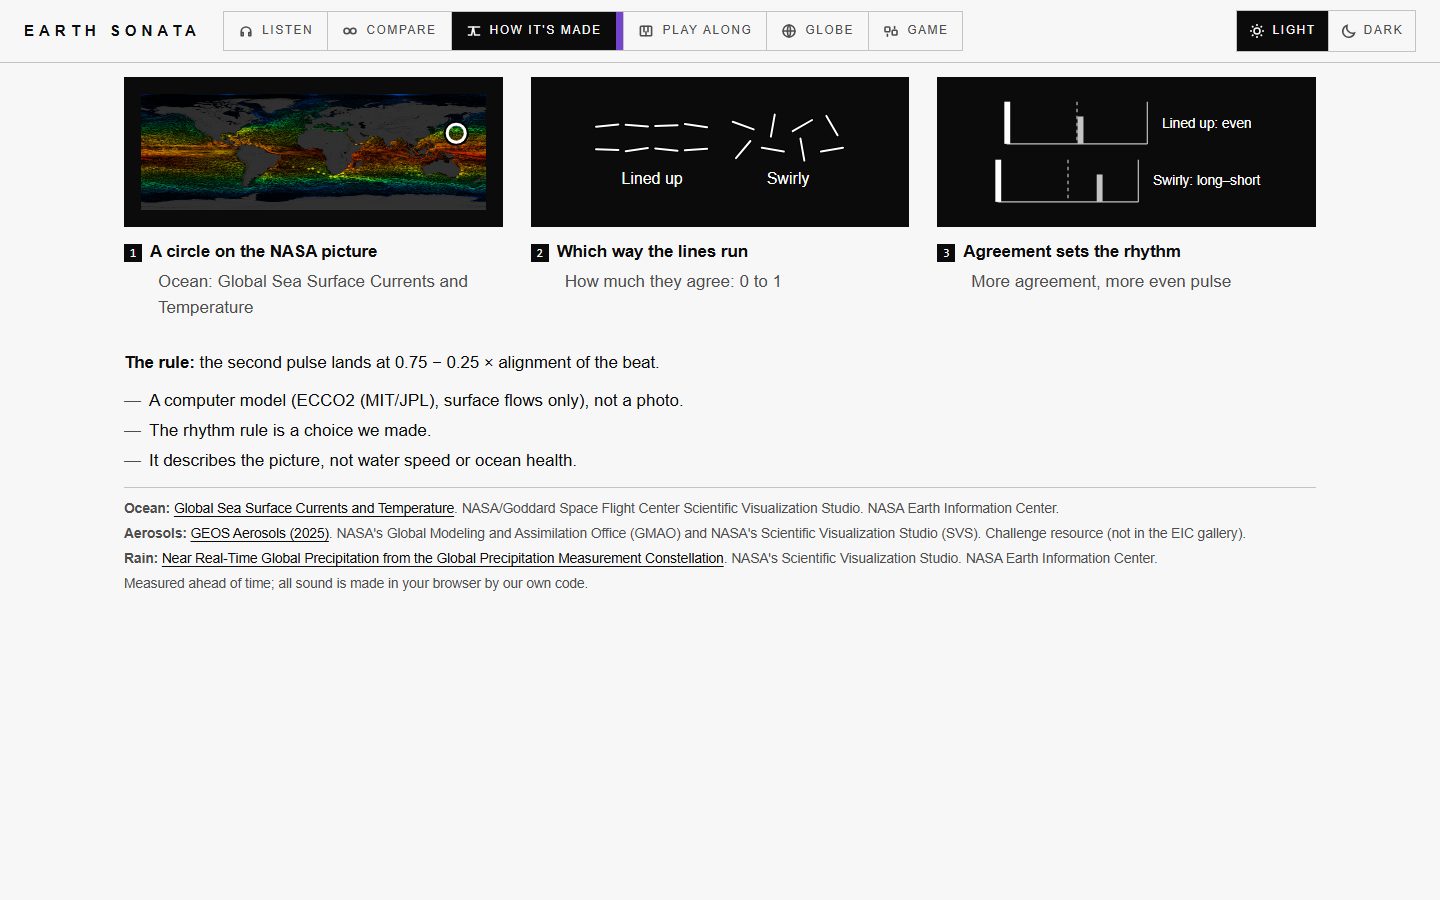 EARTH SONATA
LISTEN
COMPARE
HOW IT'S MADE
PLAY ALONG
GLOBE
GAME
LIGHT
DARK
Lined up
Swirly
Lined up: even
Swirly: long–short
1 A circle on the NASA picture
Ocean: Global Sea Surface Currents and
Temperature
2 Which way the lines run
How much they agree: 0 to 1
3 Agreement sets the rhythm
More agreement, more even pulse
The rule: the second pulse lands at 0.75 − 0.25 × alignment of the beat.
— A computer model (ECCO2 (MIT/JPL), surface flows only), not a photo.
— The rhythm rule is a choice we made.
— It describes the picture, not water speed or ocean health.
Ocean: Global Sea Surface Currents and Temperature. NASA/Goddard Space Flight Center Scientific Visualization Studio. NASA Earth Information Center.
Aerosols: GEOS Aerosols (2025). NASA's Global Modeling and Assimilation Office (GMAO) and NASA's Scientific Visualization Studio (SVS). Challenge resource (not in the EIC gallery).
Rain: Near Real-Time Global Precipitation from the Global Precipitation Measurement Constellation. NASA's Scientific Visualization Studio. NASA Earth Information Center.
Measured ahead of time; all sound is made in your browser by our own code.